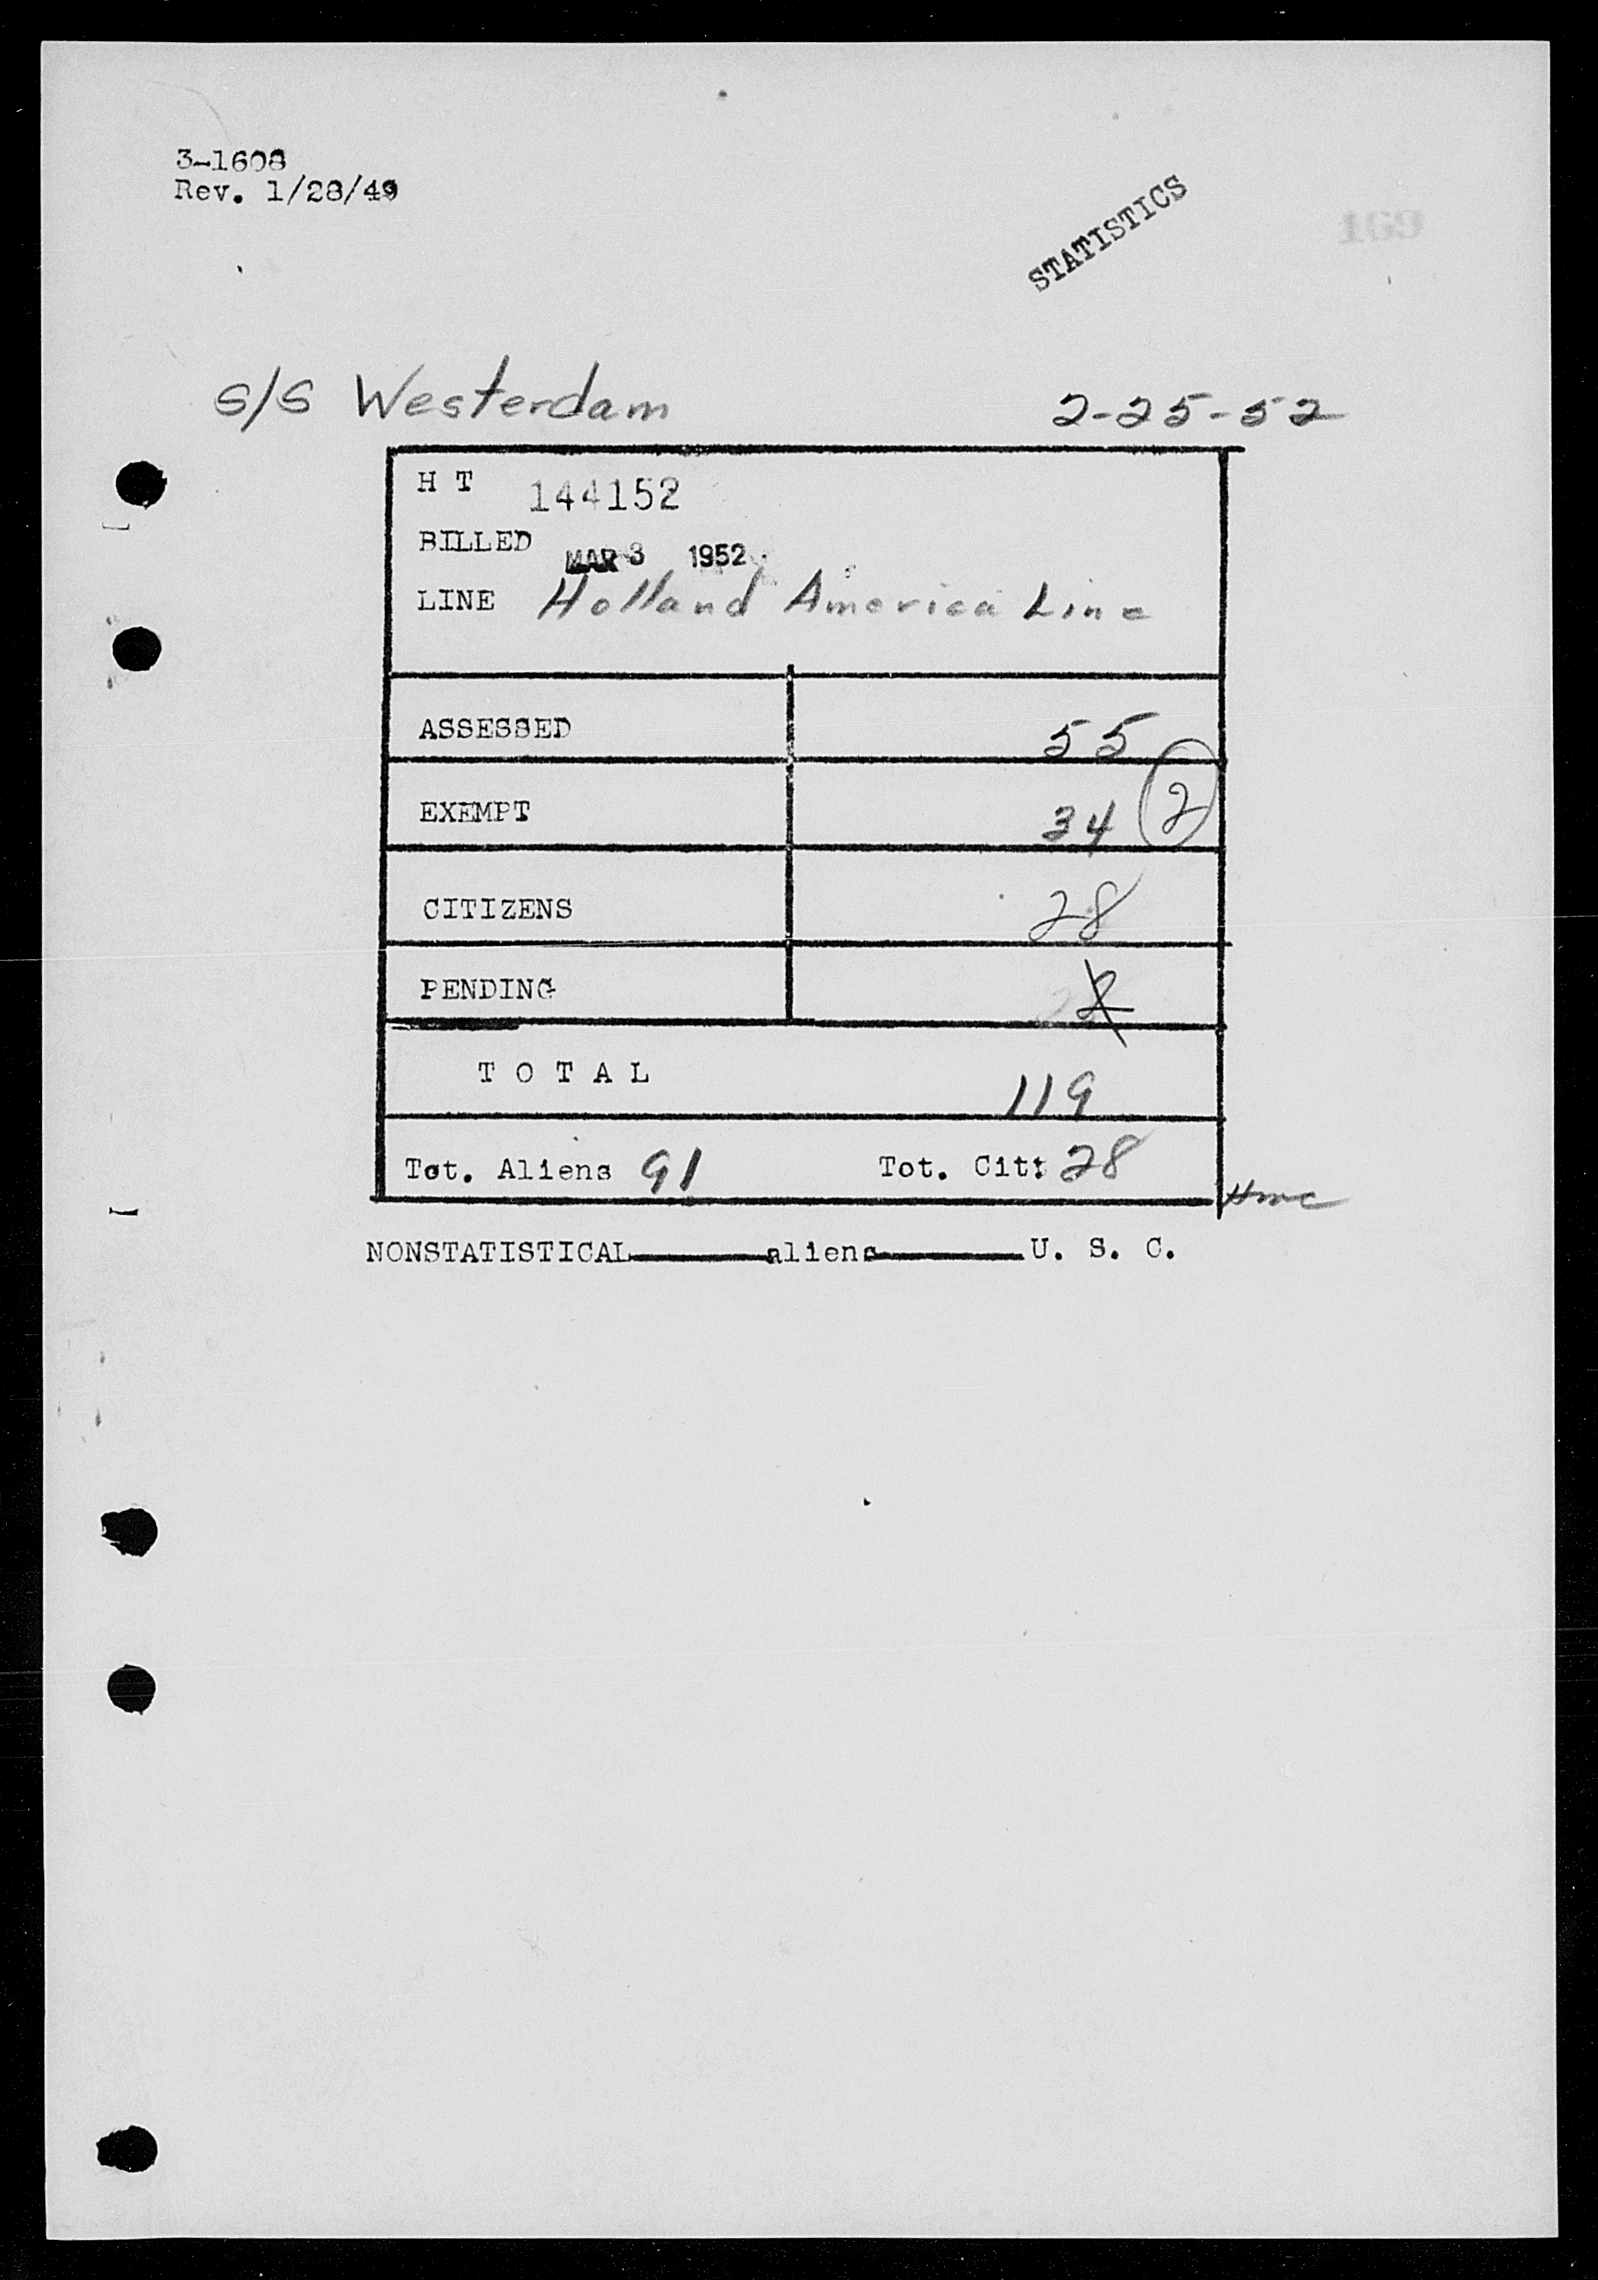 3-1608
Rev. 1/28/49
STATISTICS
169
S/S Westerdam 2-25-52
H T 144152
BILLED MAR 3 1952
LINE Holland America Line
ASSESSED 55
EXEMPT 34 2
CITIZENS 28
PENDING 2
T O T A L 119
Tot. Aliens 91 Tot. Cit: 28
Hmc
NONSTATISTICAL aliens U. S. C.